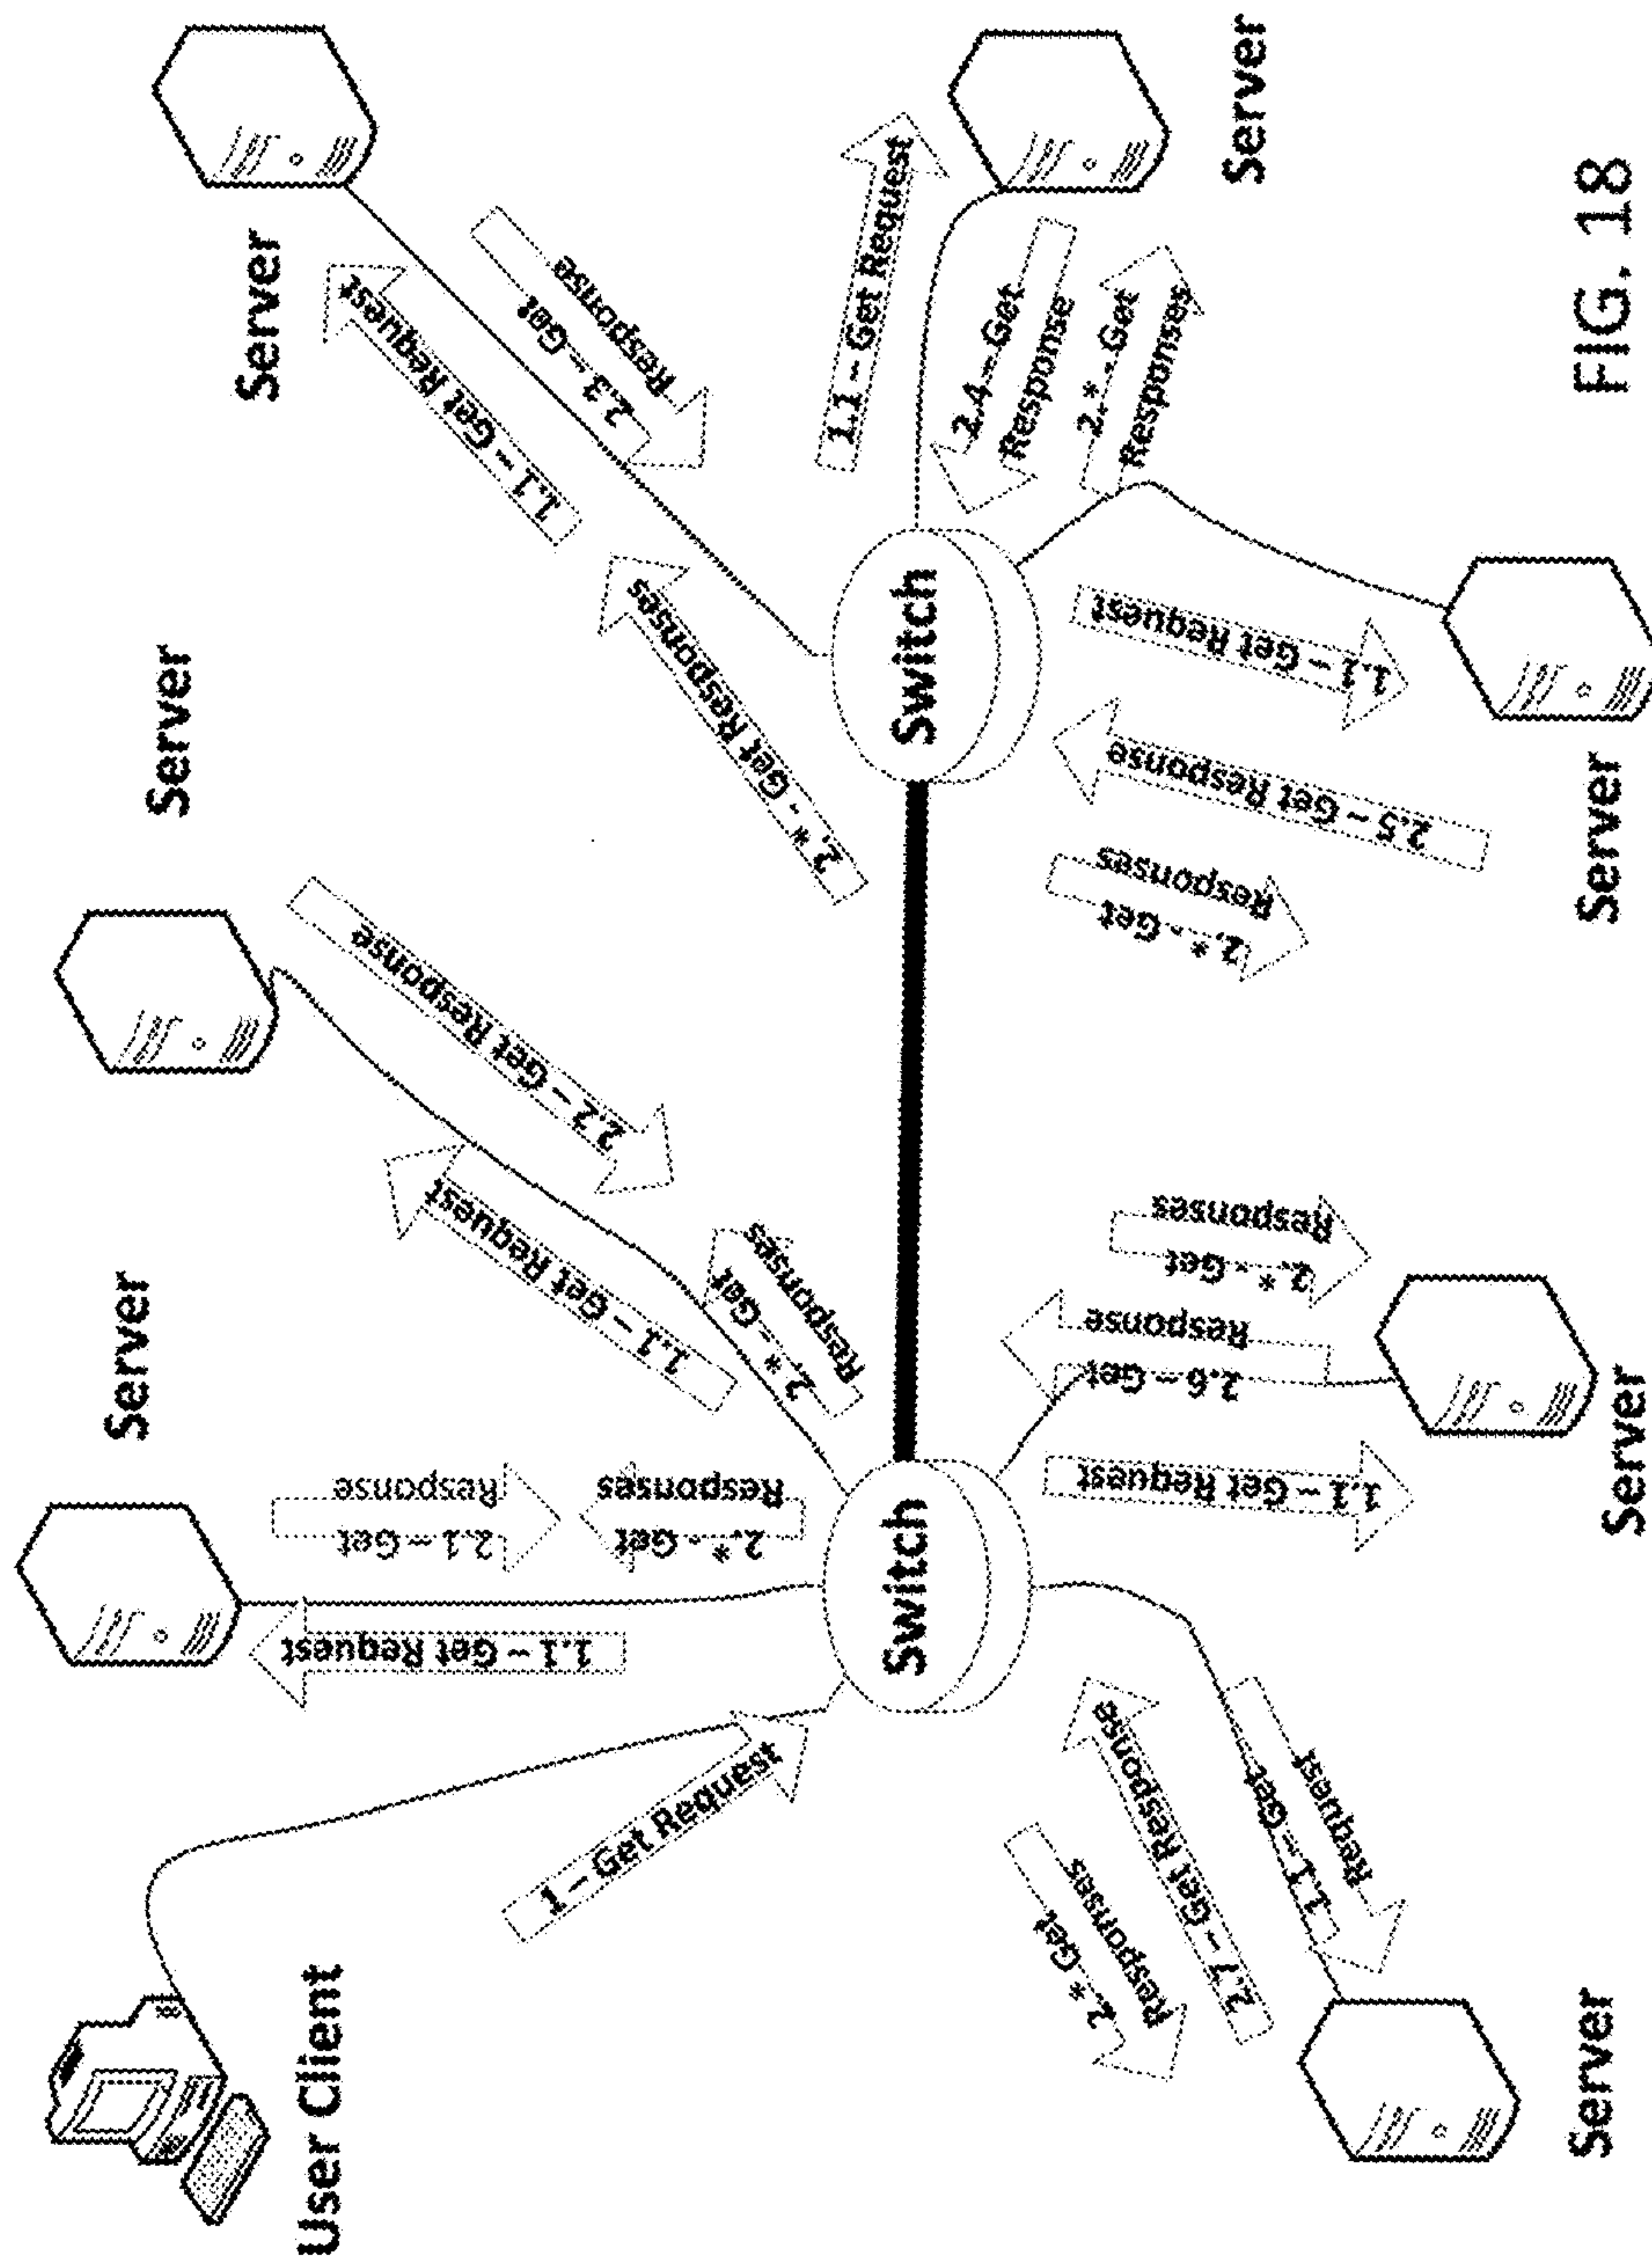 User Client
Server
Server
Server
1 – Get Request
1.1 – Get Request
2.1 – Get
Response
2.* - Get
Responses
1.1 – Get Request
2.2 – Get Response
2.* - Get
Responses
2.* - Get Responses
1.1 – Get Request
2.3 – Get
Response
Switch
Switch
1.1 – Get Request
2.4 – Get
Response
2.* - Get
Responses
Server
2.* - Get
Responses
2.7 – Get Response
1.1 – Get
Request
1.1 – Get Request
2.6 – Get
Response
2.* - Get
Responses
2.* - Get
Responses
2.5 – Get Response
1.1 – Get Request
Server
Server
Server
FIG. 18